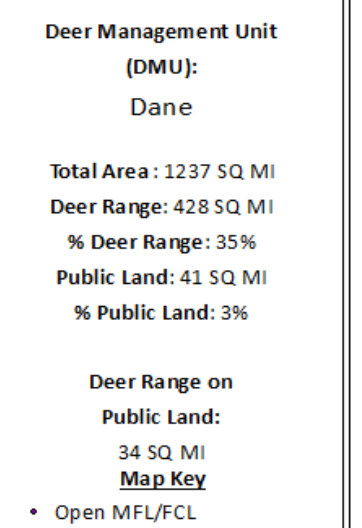 Deer Management Unit
(DMU):
Dane
Total Area : 1237 SQ MI
Deer Range: 428 SQ MI
% Deer Range: 35%
Public Land: 41 SQ MI
% Public Land: 3%
Deer Range on
Public Land:
34 SQ MI
Map Key
• Open MFL/FCL